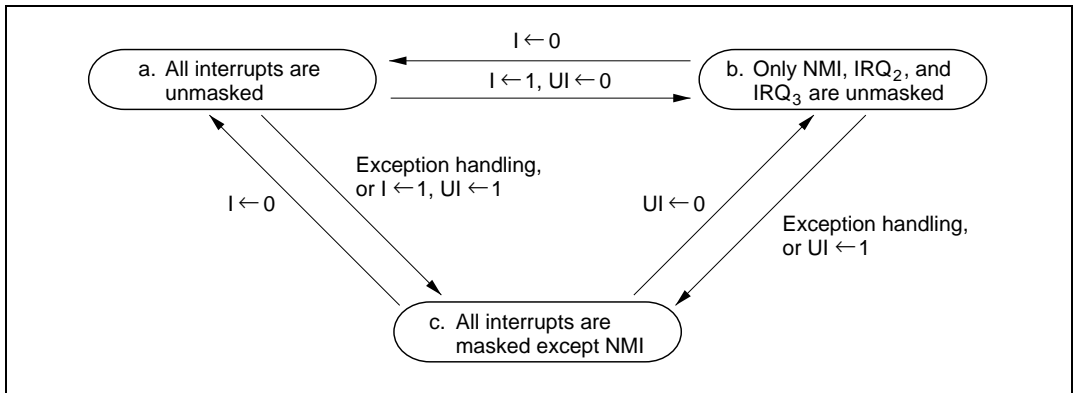 I ← 0
a. All interrupts are
unmasked
I ← 1, UI ← 0
b. Only NMI, IRQ₂, and
IRQ₃ are unmasked
Exception handling,
or I ← 1, UI ← 1
I ← 0
UI ← 0
Exception handling,
or UI ← 1
c. All interrupts are
masked except NMI